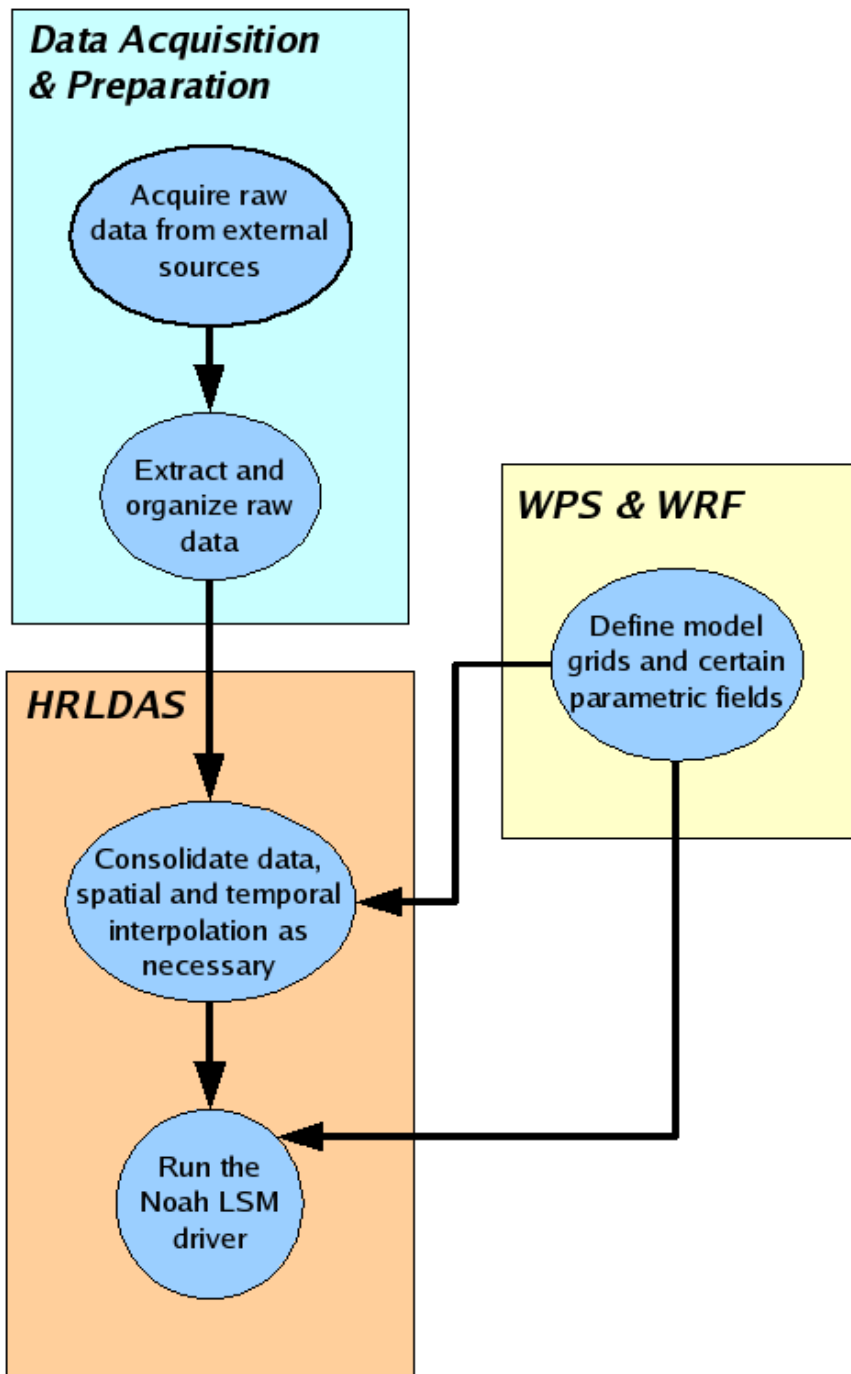 Data Acquisition
& Preparation
Acquire raw
data from external
sources
Extract and
organize raw
data
WPS & WRF
Define model
grids and certain
parametric fields
HRLDAS
Consolidate data,
spatial and temporal
interpolation as
necessary
Run the
Noah LSM
driver